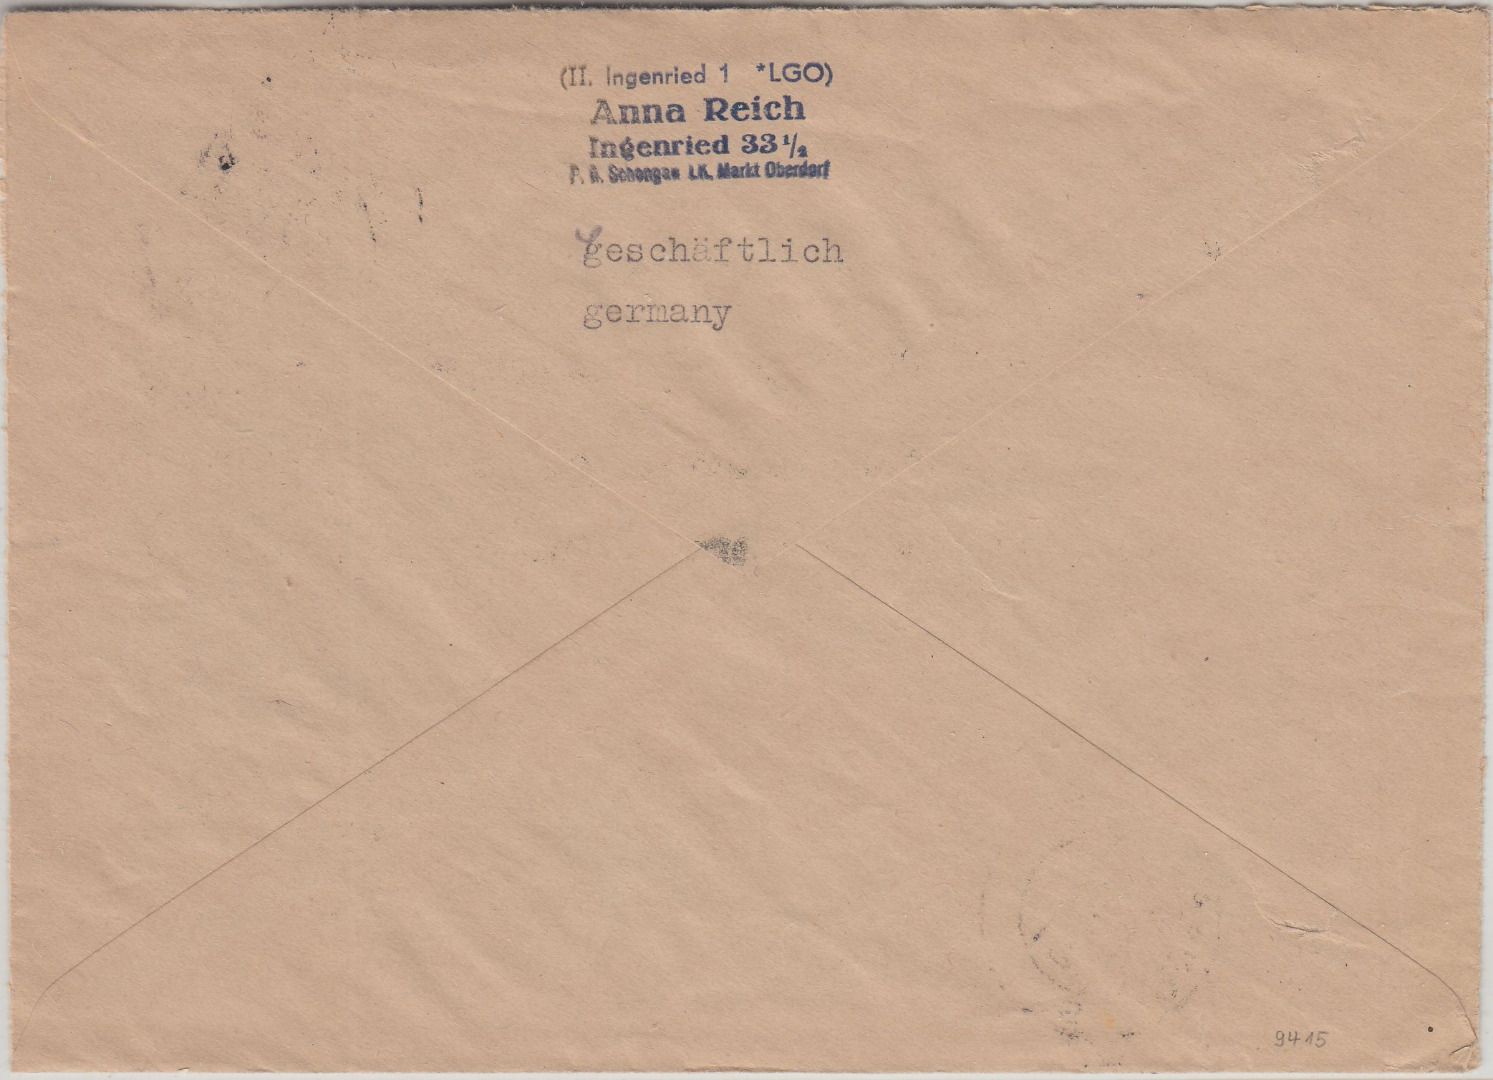 (II. Ingenried 1 *LGO)
Anna Reich
Ingenried 33 1/2
P. A. Schongau LK. Markt Oberdorf
geschäftlich
germany
9415